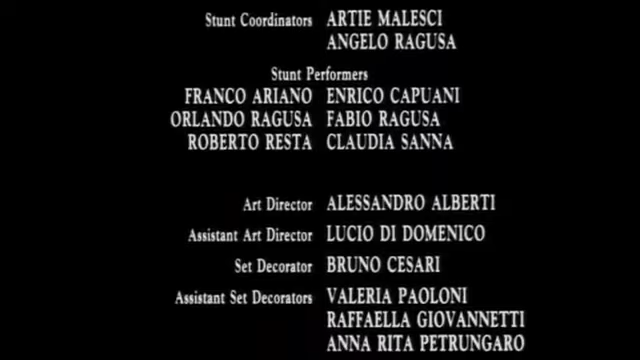 Stunt Coordinators ARTIE MALESCI
ANGELO RAGUSA
Stunt Performers
FRANCO ARIANO ENRICO CAPUANI
ORLANDO RAGUSA FABIO RAGUSA
ROBERTO RESTA CLAUDIA SANNA
Art Director ALESSANDRO ALBERTI
Assistant Art Director LUCIO DI DOMENICO
Set Decorator BRUNO CESARI
Assistant Set Decorators VALERIA PAOLONI
RAFFAELLA GIOVANNETTI
ANNA RITA PETRUNGARO